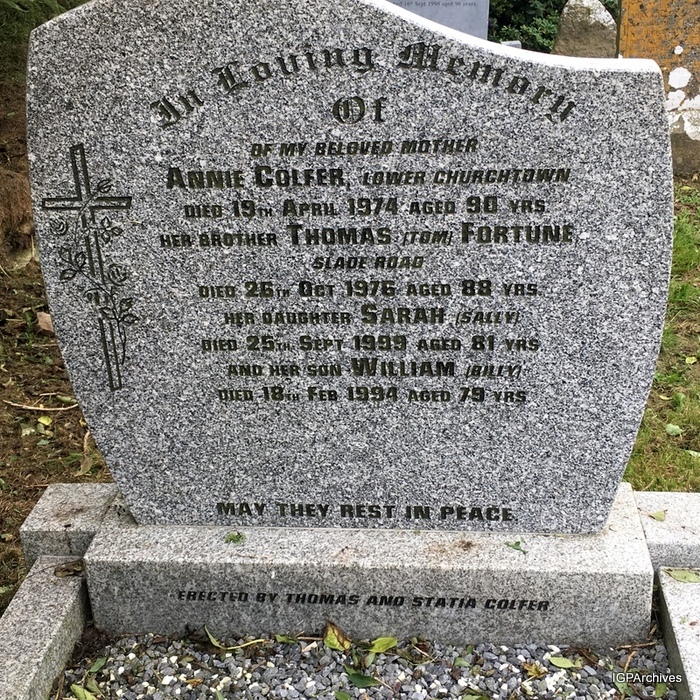 In Loving Memory
Of
OF MY BELOVED MOTHER
ANNIE COLFER, LOWER CHURCHTOWN
DIED 19TH APRIL 1974 AGED 90 YRS.
HER BROTHER THOMAS (TOM) FORTUNE
SLADE ROAD
DIED 26TH OCT 1976 AGED 88 YRS.
HER DAUGHTER SARAH (SALLY)
DIED 25TH SEPT 1999 AGED 81 YRS.
AND HER SON WILLIAM (BILLY)
DIED 18TH FEB 1994 AGED 79 YRS.
MAY THEY REST IN PEACE
ERECTED BY THOMAS AND STATIA COLFER
IGPArchives